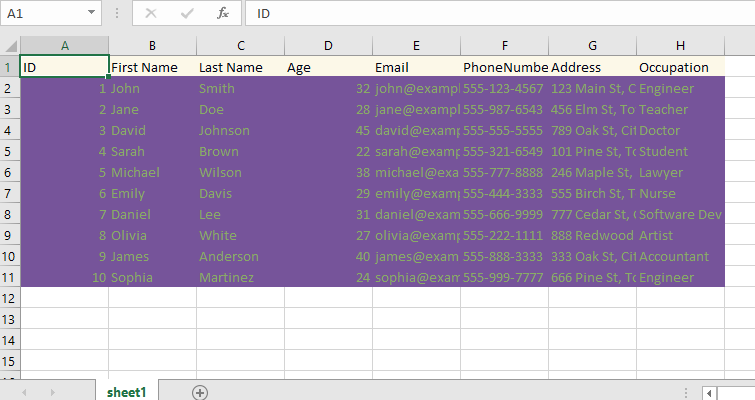 A1 fx ID
A B C D E F G H
1 ID First Name Last Name Age Email PhoneNumbe Address Occupation
2 1 John Smith 32 john@exampl 555-123-4567 123 Main St, C Engineer
3 2 Jane Doe 28 jane@exampl 555-987-6543 456 Elm St, To Teacher
4 3 David Johnson 45 david@examp 555-555-5555 789 Oak St, Cit Doctor
5 4 Sarah Brown 22 sarah@examp 555-321-6549 101 Pine St, To Student
6 5 Michael Wilson 38 michael@exa 555-777-8888 246 Maple St, Lawyer
7 6 Emily Davis 29 emily@examp 555-444-3333 555 Birch St, T Nurse
8 7 Daniel Lee 31 daniel@exam 555-666-9999 777 Cedar St, Software Dev
9 8 Olivia White 27 olivia@examp 555-222-1111 888 Redwood Artist
10 9 James Anderson 40 james@exam 555-888-3333 333 Oak St, Cit Accountant
11 10 Sophia Martinez 24 sophia@exam 555-999-7777 666 Pine St, To Engineer
12
13
14
15
sheet1